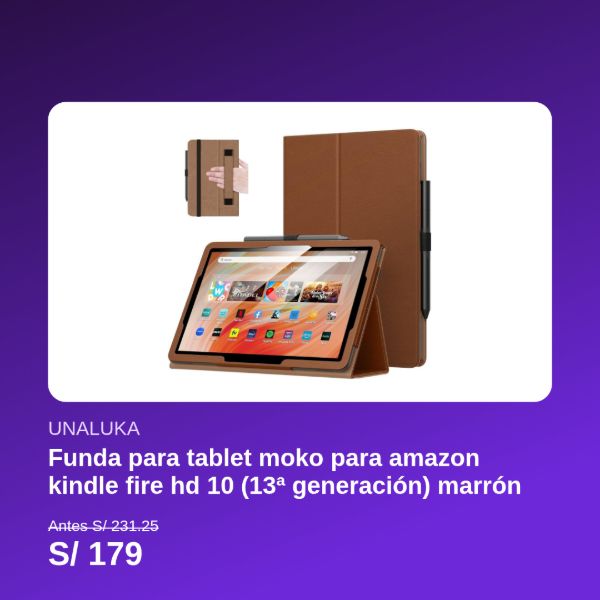 UNALUKA
Funda para tablet moko para amazon
kindle fire hd 10 (13ª generación) marrón
Antes S/ 231.25
S/ 179